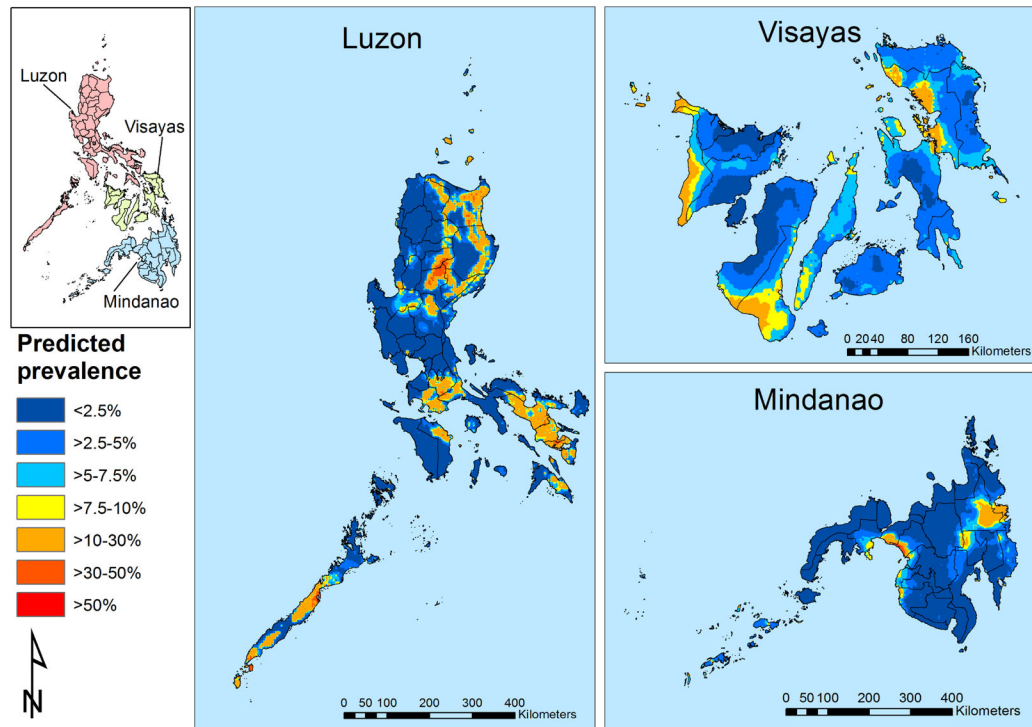 Luzon
Visayas
Mindanao
Predicted
prevalence
<2.5%
>2.5-5%
>5-7.5%
>7.5-10%
>10-30%
>30-50%
>50%
N
Luzon
0 50 100 200 300 400
Kilometers
Visayas
0 20 40 80 120 160
Kilometers
Mindanao
0 50 100 200 300 400
Kilometers